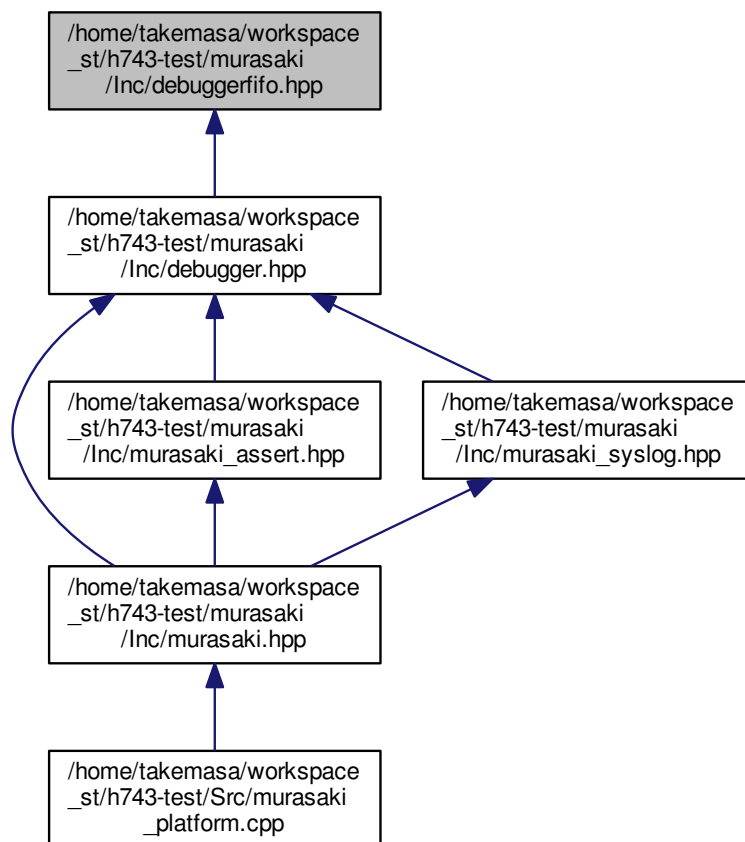 /home/takemasa/workspace
_st/h743-test/murasaki
/Inc/debuggerfifo.hpp
/home/takemasa/workspace
_st/h743-test/murasaki
/Inc/debugger.hpp
/home/takemasa/workspace
_st/h743-test/murasaki
/Inc/murasaki_assert.hpp
/home/takemasa/workspace
_st/h743-test/murasaki
/Inc/murasaki_syslog.hpp
/home/takemasa/workspace
_st/h743-test/murasaki
/Inc/murasaki.hpp
/home/takemasa/workspace
_st/h743-test/Src/murasaki
_platform.cpp